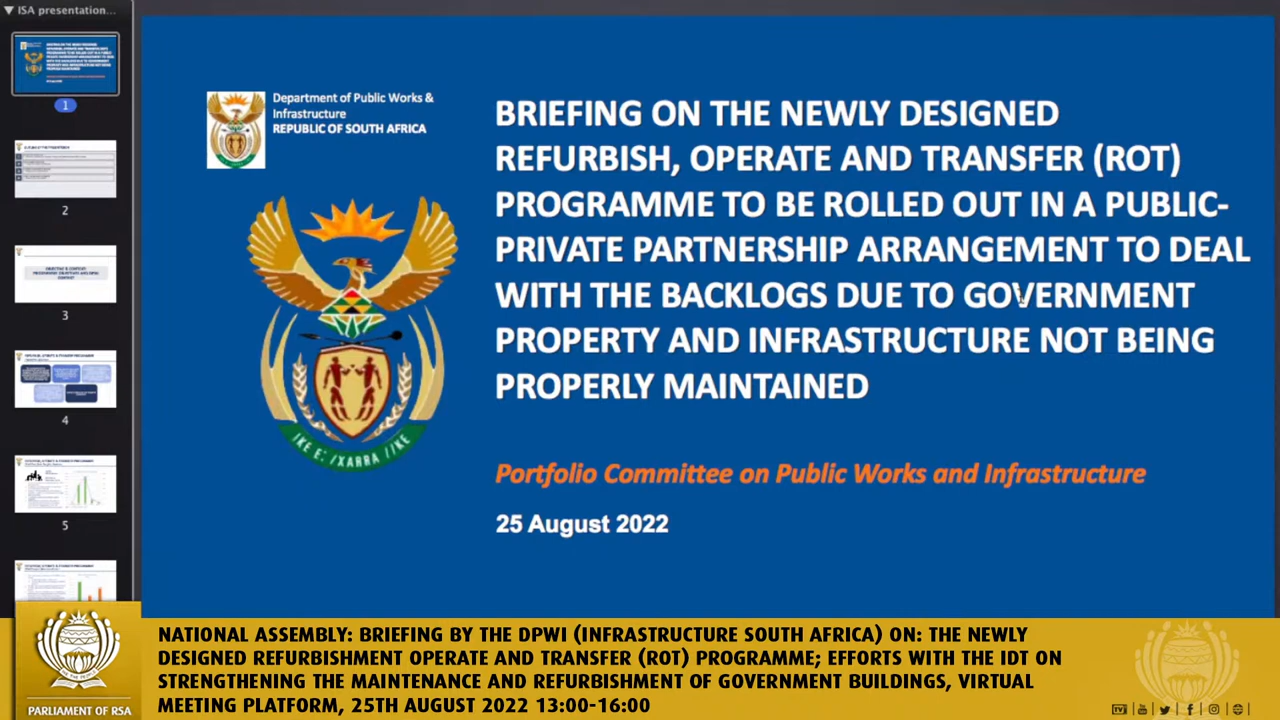 ISA presentation...
1
2
3
4
5
Department of Public Works &
Infrastructure
REPUBLIC OF SOUTH AFRICA
!KE E: /XARRA //KE
BRIEFING ON THE NEWLY DESIGNED
REFURBISH, OPERATE AND TRANSFER (ROT)
PROGRAMME TO BE ROLLED OUT IN A PUBLIC-
PRIVATE PARTNERSHIP ARRANGEMENT TO DEAL
WITH THE BACKLOGS DUE TO GOVERNMENT
PROPERTY AND INFRASTRUCTURE NOT BEING
PROPERLY MAINTAINED
Portfolio Committee on Public Works and Infrastructure
25 August 2022
PARLIAMENT OF RSA
NATIONAL ASSEMBLY: BRIEFING BY THE DPWI (INFRASTRUCTURE SOUTH AFRICA) ON: THE NEWLY
DESIGNED REFURBISHMENT OPERATE AND TRANSFER (ROT) PROGRAMME; EFFORTS WITH THE IDT ON
STRENGTHENING THE MAINTENANCE AND REFURBISHMENT OF GOVERNMENT BUILDINGS, VIRTUAL
MEETING PLATFORM, 25TH AUGUST 2022 13:00-16:00